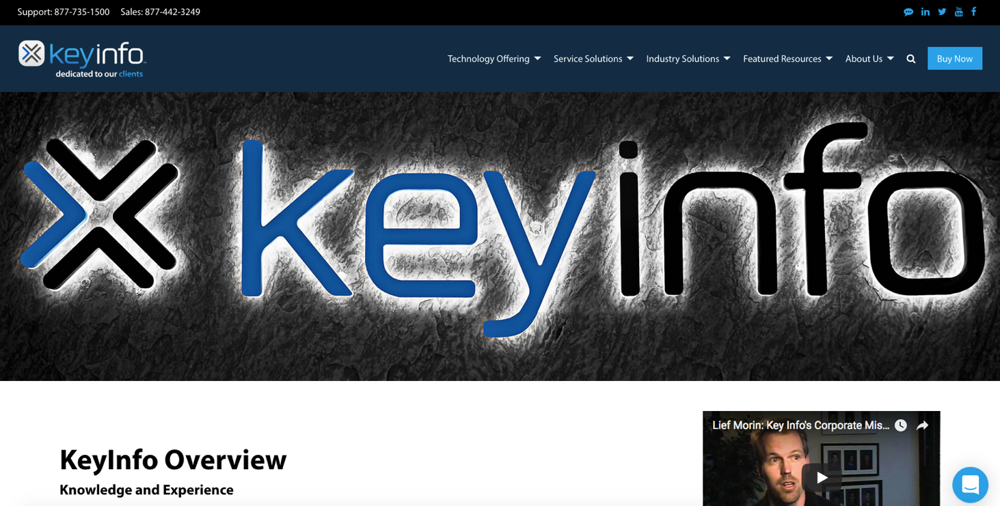 Support: 877-735-1500 Sales: 877-442-3249
keyinfo
dedicated to our clients
Technology Offering Service Solutions Industry Solutions Featured Resources About Us Buy Now
keyinfo
Lief Morin: Key Info's Corporate Mis...
KeyInfo Overview
Knowledge and Experience